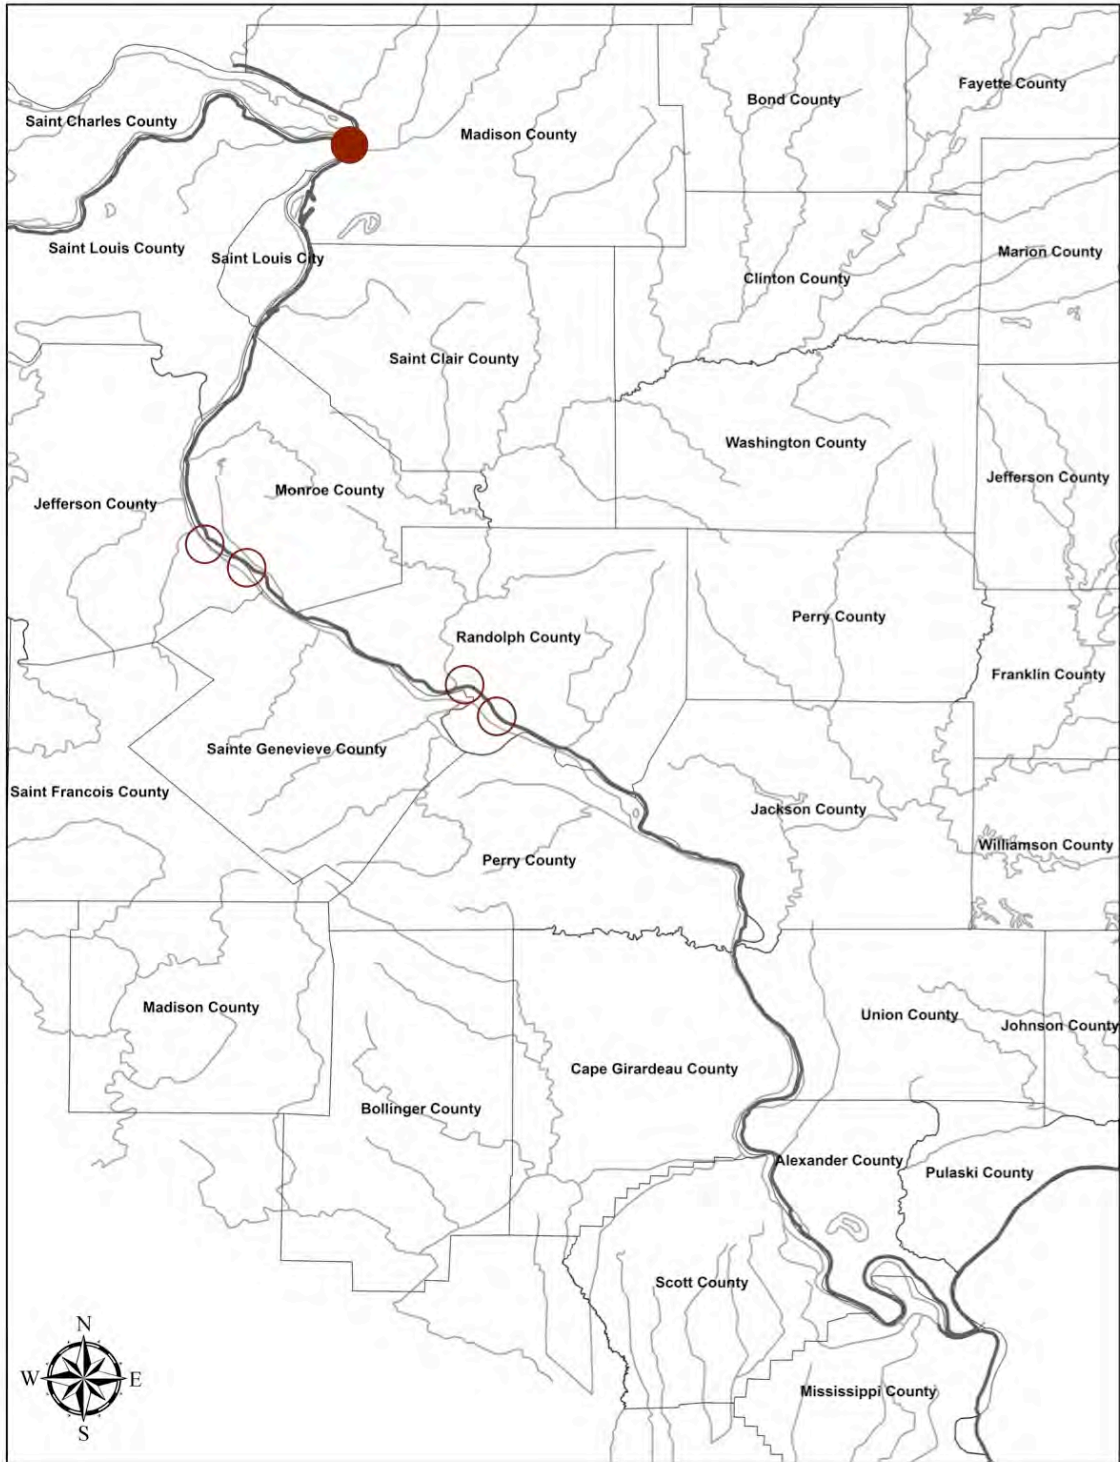 Fayette County
Bond County
Saint Charles County
Madison County
Saint Louis County
Saint Louis City
Marion County
Clinton County
Saint Clair County
Washington County
Jefferson County
Monroe County
Jefferson County
Perry County
Randolph County
Franklin County
Sainte Genevieve County
Saint Francois County
Jackson County
Williamson County
Perry County
Madison County
Union County
Johnson County
Cape Girardeau County
Bollinger County
Alexander County
Pulaski County
Scott County
Mississippi County
N
W E
S